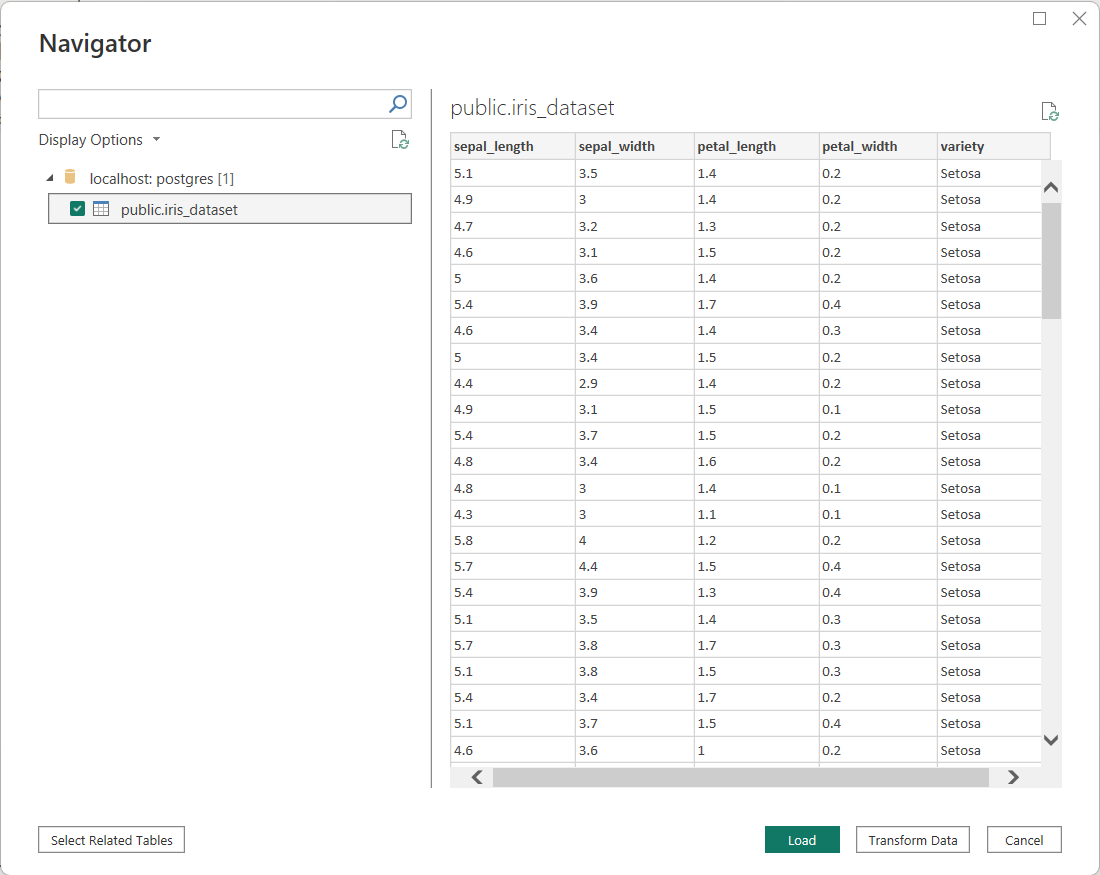 Navigator
Display Options
localhost: postgres [1]
public.iris_dataset
public.iris_dataset
sepal_length sepal_width petal_length petal_width variety
5.1 3.5 1.4 0.2 Setosa
4.9 3 1.4 0.2 Setosa
4.7 3.2 1.3 0.2 Setosa
4.6 3.1 1.5 0.2 Setosa
5 3.6 1.4 0.2 Setosa
5.4 3.9 1.7 0.4 Setosa
4.6 3.4 1.4 0.3 Setosa
5 3.4 1.5 0.2 Setosa
4.4 2.9 1.4 0.2 Setosa
4.9 3.1 1.5 0.1 Setosa
5.4 3.7 1.5 0.2 Setosa
4.8 3.4 1.6 0.2 Setosa
4.8 3 1.4 0.1 Setosa
4.3 3 1.1 0.1 Setosa
5.8 4 1.2 0.2 Setosa
5.7 4.4 1.5 0.4 Setosa
5.4 3.9 1.3 0.4 Setosa
5.1 3.5 1.4 0.3 Setosa
5.7 3.8 1.7 0.3 Setosa
5.1 3.8 1.5 0.3 Setosa
5.4 3.4 1.7 0.2 Setosa
5.1 3.7 1.5 0.4 Setosa
4.6 3.6 1 0.2 Setosa
Select Related Tables
Load
Transform Data
Cancel